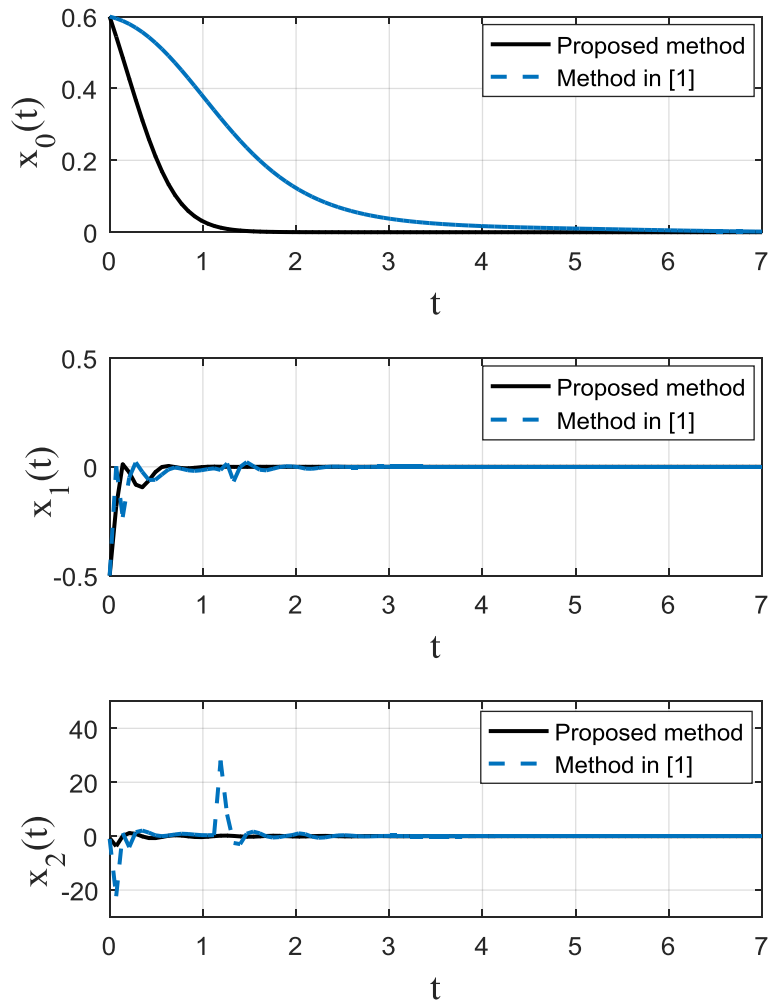 0.6
0.4
0.2
0
x0(t)
Proposed method
Method in [1]
0 1 2 3 4 5 6 7
t
0.5
0
-0.5
x1(t)
Proposed method
Method in [1]
0 1 2 3 4 5 6 7
t
40
20
0
-20
x2(t)
Proposed method
Method in [1]
0 1 2 3 4 5 6 7
t